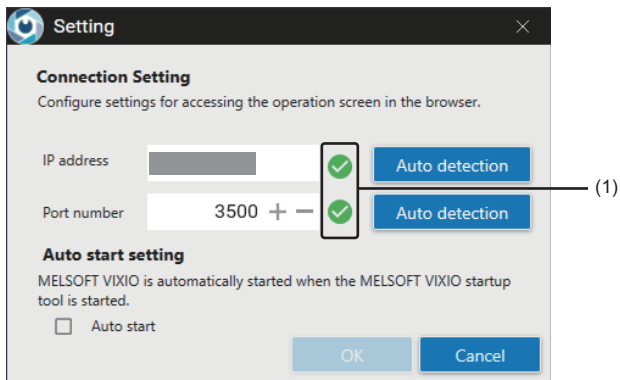 Setting
Connection Setting
Configure settings for accessing the operation screen in the browser.
IP address
Auto detection
(1)
Port number
3500
Auto detection
Auto start setting
MELSOFT VIXIO is automatically started when the MELSOFT VIXIO startup
tool is started.
Auto start
OK
Cancel